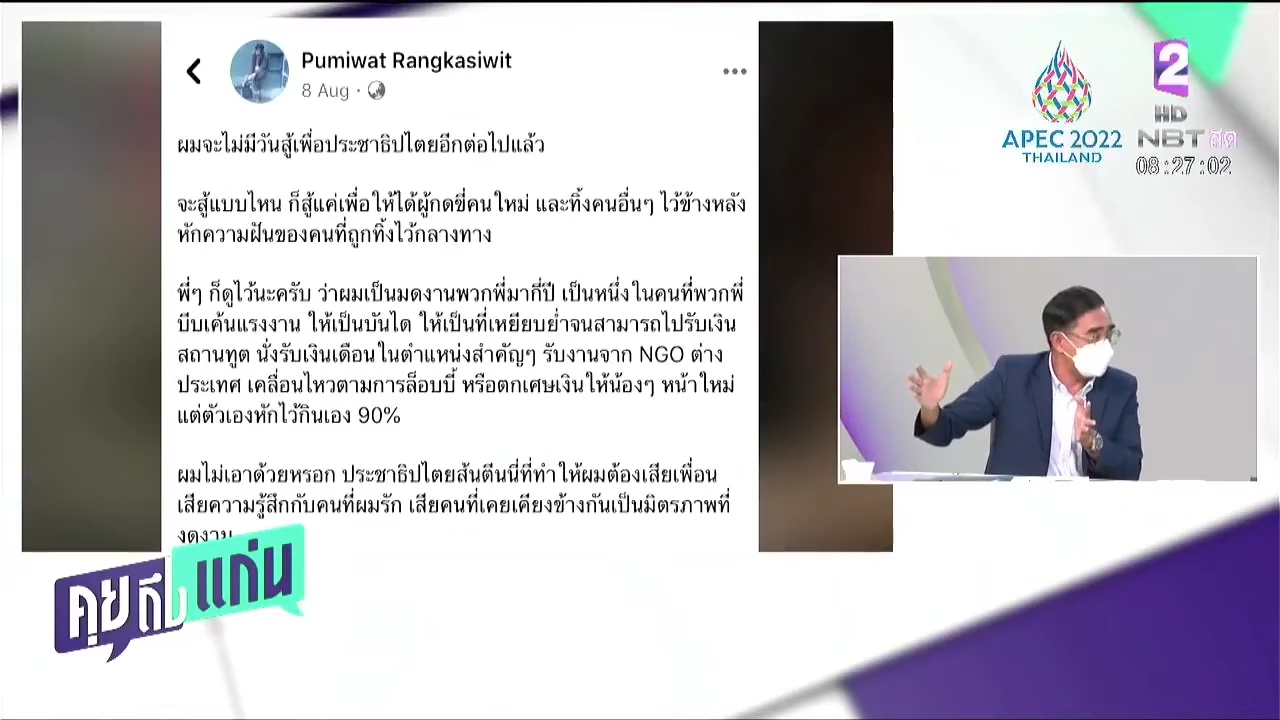 Pumiwat Rangkasiwit
8 Aug ·
ผมจะไม่มีวันสู้เพื่อประชาธิปไตยอีกต่อไปแล้ว
จะสู้แบบไหน ก็สู้แค่เพื่อให้ได้ผู้กดขี่คนใหม่ และทิ้งคนอื่นๆ ไว้ข้างหลัง
หักความฝันของคนที่ถูกทิ้งไว้กลางทาง
พี่ๆ ก็ดูไว้นะครับ ว่าผมเป็นมดงานพวกพี่มากี่ปี เป็นหนึ่งในคนที่พวกพี่
บีบเค้นแรงงาน ให้เป็นบันได ให้เป็นที่เหยียบย่ำจนสามารถไปรับเงิน
สถานทูต นั่งรับเงินเดือนในตำแหน่งสำคัญๆ รับงานจาก NGO ต่าง
ประเทศ เคลื่อนไหวตามการล็อบบี้ หรือตกเศษเงินให้น้องๆ หน้าใหม่
แต่ตัวเองหักไว้กินเอง 90%
ผมไม่เอาด้วยหรอก ประชาธิปไตยส้นตีนนี่ที่ทำให้ผมต้องเสียเพื่อน
เสียความรู้สึกกับคนที่ผมรัก เสียคนที่เคยเคียงข้างกันเป็นมิตรภาพที่
งดงาม
คุยถึงแก่น
APEC 2022
THAILAND
2
HD
NBT สด
08:27:02